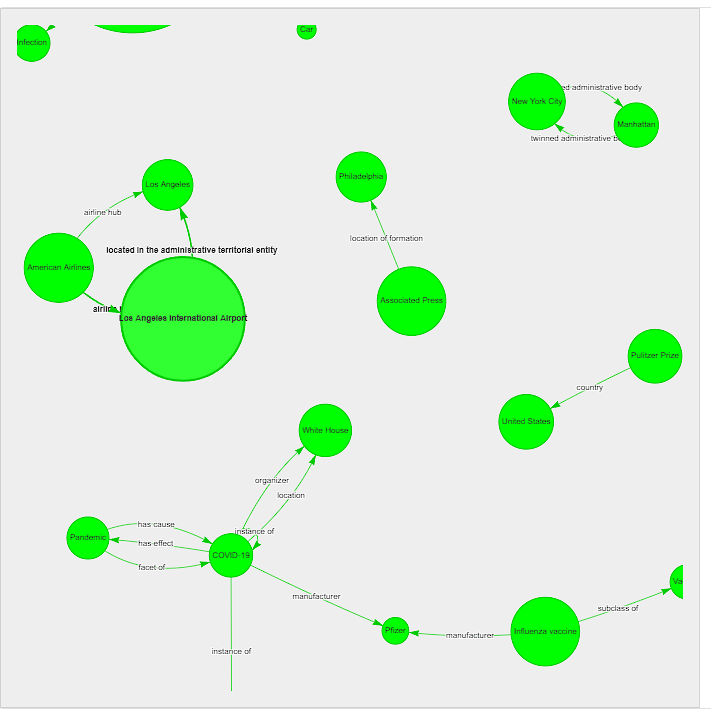 Infection
Car
ed administrative body
New York City
Manhattan
twinned administrative b
Philadelphia
Los Angeles
airline hub
location of formation
located in the administrative territorial entity
American Airlines
Associated Press
airline
Los Angeles International Airport
Pulitzer Prize
country
United States
White House
organizer
location
has cause
instance of
Pandemic
has effect
COVID-19
facet of
Va
manufacturer
subclass of
Pfizer
Influenza vaccine
manufacturer
instance of